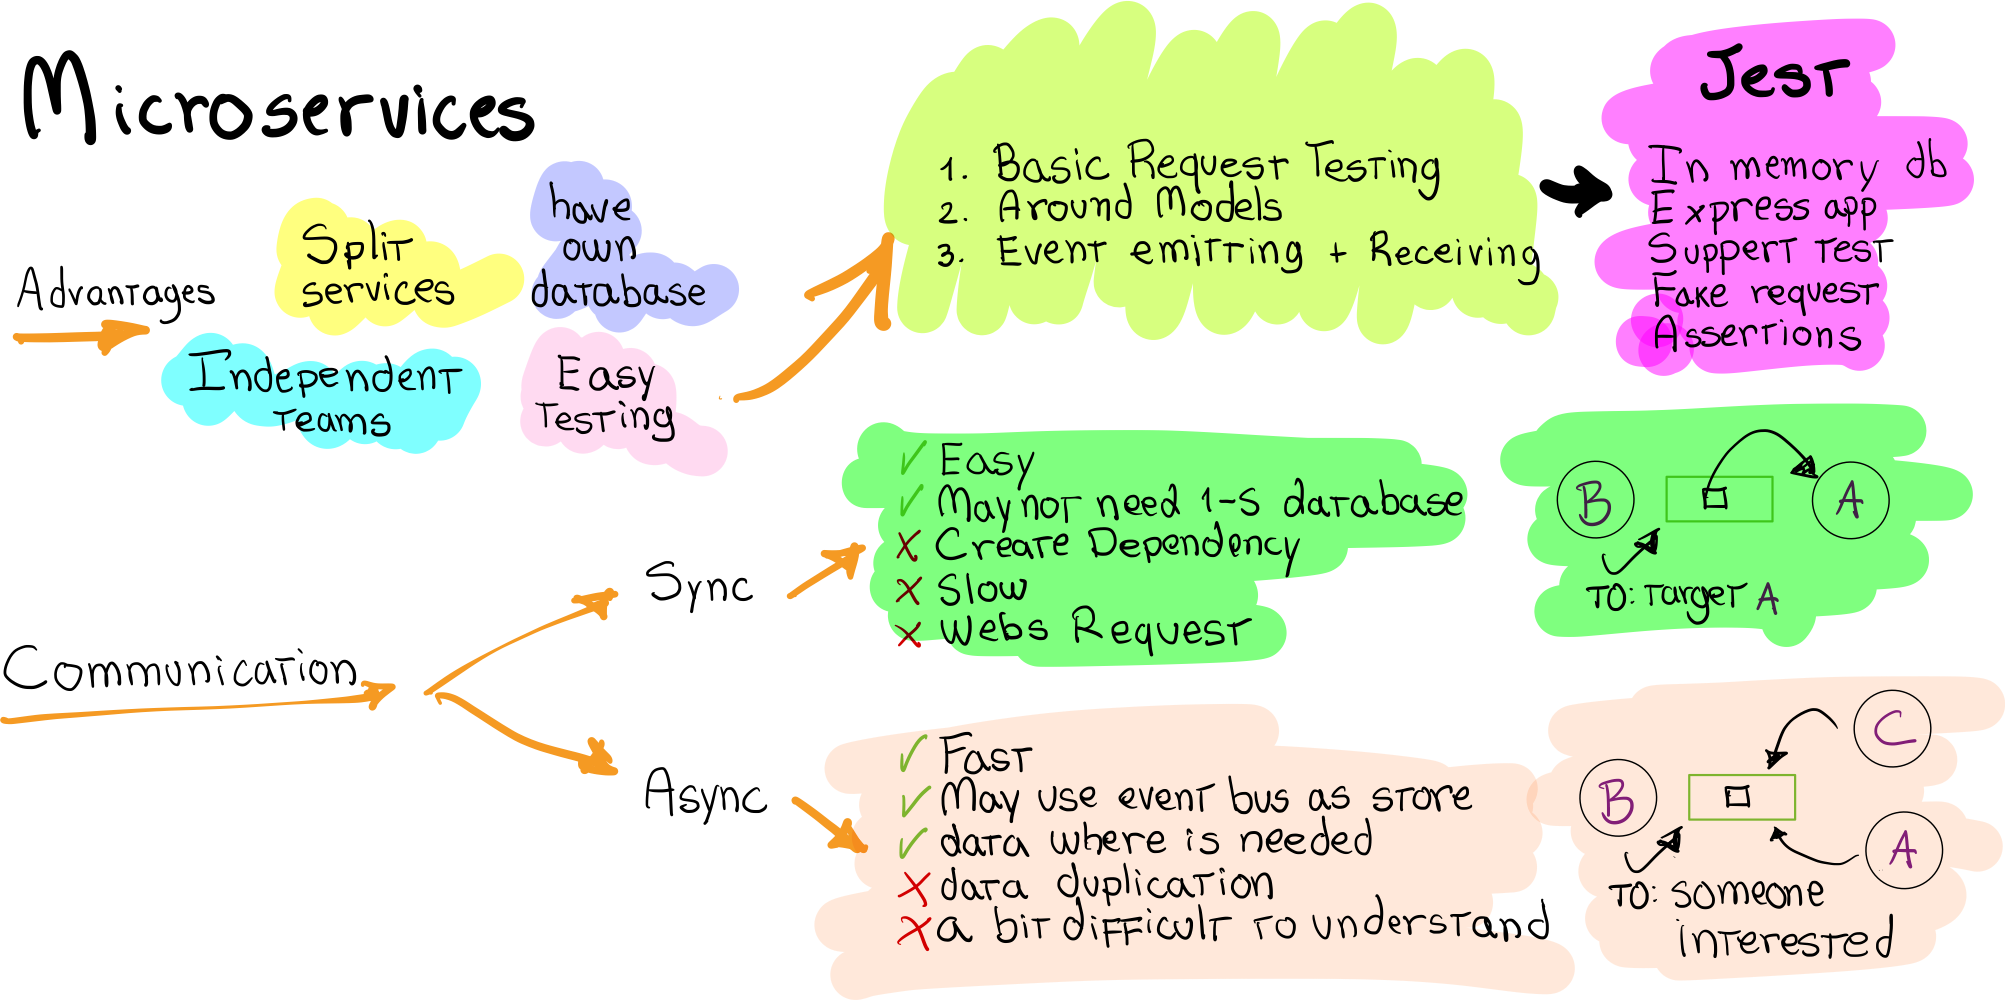 Microservices
Advantages
Split
services
have
own
database
Independent
teams
Easy
testing
1. Basic Request Testing
2. Around Models
3. Event emitting + Receiving
Jest
In memory db
Express app
Suppert test
Fake request
Assertions
Communication
Sync
✓ Easy
✓ May not need 1-S database
✗ Create Dependency
✗ Slow
✗ Webs Request
B
A
TO: Target A
Async
✓ Fast
✓ May use event bus as store
✓ data where is needed
✗ data duplication
✗ a bit difficult to understand
C
B
A
TO: someone
interested